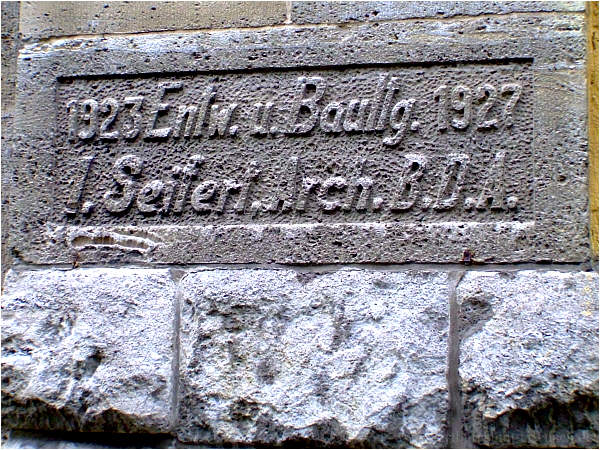 1923 Entw. u. Baultg. 1927
J. Seifert. Arch. B.D.A.